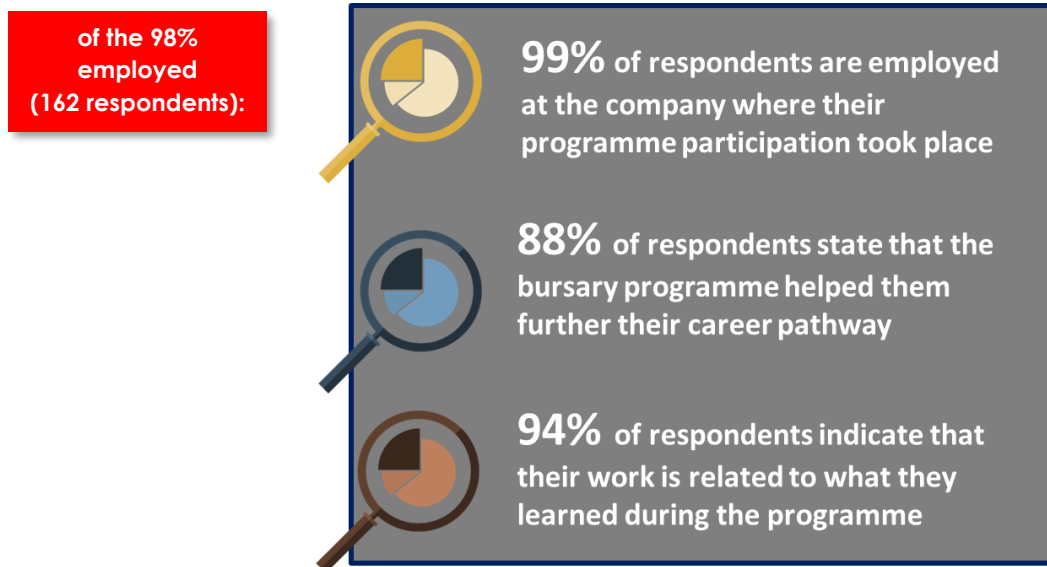 of the 98%
employed
(162 respondents):
99% of respondents are employed
at the company where their
programme participation took place
88% of respondents state that the
bursary programme helped them
further their career pathway
94% of respondents indicate that
their work is related to what they
learned during the programme